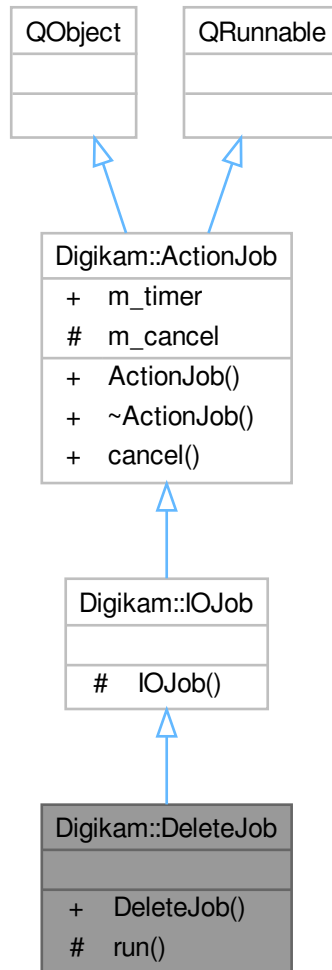 QObject
QRunnable
Digikam::ActionJob
+ m_timer
# m_cancel
+ ActionJob()
+ ~ActionJob()
+ cancel()
Digikam::IOJob
# IOJob()
Digikam::DeleteJob
+ DeleteJob()
# run()